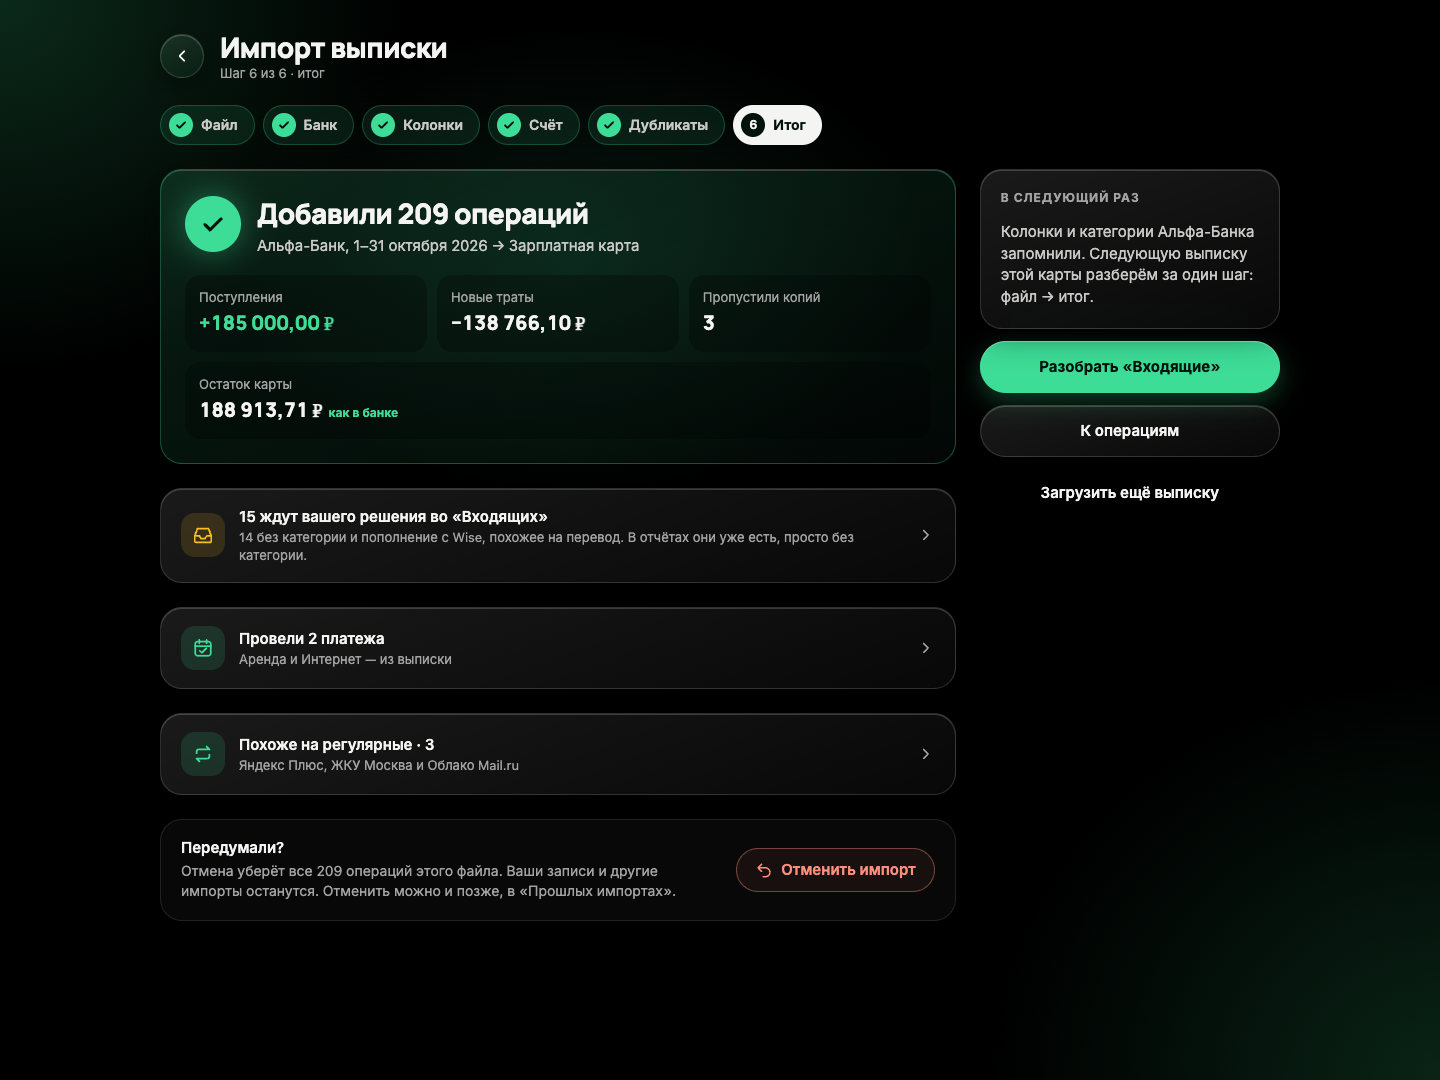 Импорт выписки
Шаг 6 из 6 · итог
Файл
Банк
Колонки
Счёт
Дубликаты
6 Итог
Добавили 209 операций
Альфа-Банк, 1–31 октября 2026 → Зарплатная карта
Поступления
+185 000,00 ₽
Новые траты
−138 766,10 ₽
Пропустили копий
3
Остаток карты
188 913,71 ₽ как в банке
15 ждут вашего решения во «Входящих»
14 без категории и пополнение с Wise, похожее на перевод. В отчётах они уже есть, просто без
категории.
Провели 2 платежа
Аренда и Интернет — из выписки
Похоже на регулярные · 3
Яндекс Плюс, ЖКУ Москва и Облако Mail.ru
Передумали?
Отмена уберёт все 209 операций этого файла. Ваши записи и другие
импорты останутся. Отменить можно и позже, в «Прошлых импортах».
Отменить импорт
В СЛЕДУЮЩИЙ РАЗ
Колонки и категории Альфа-Банка
запомнили. Следующую выписку
этой карты разберём за один шаг:
файл → итог.
Разобрать «Входящие»
К операциям
Загрузить ещё выписку